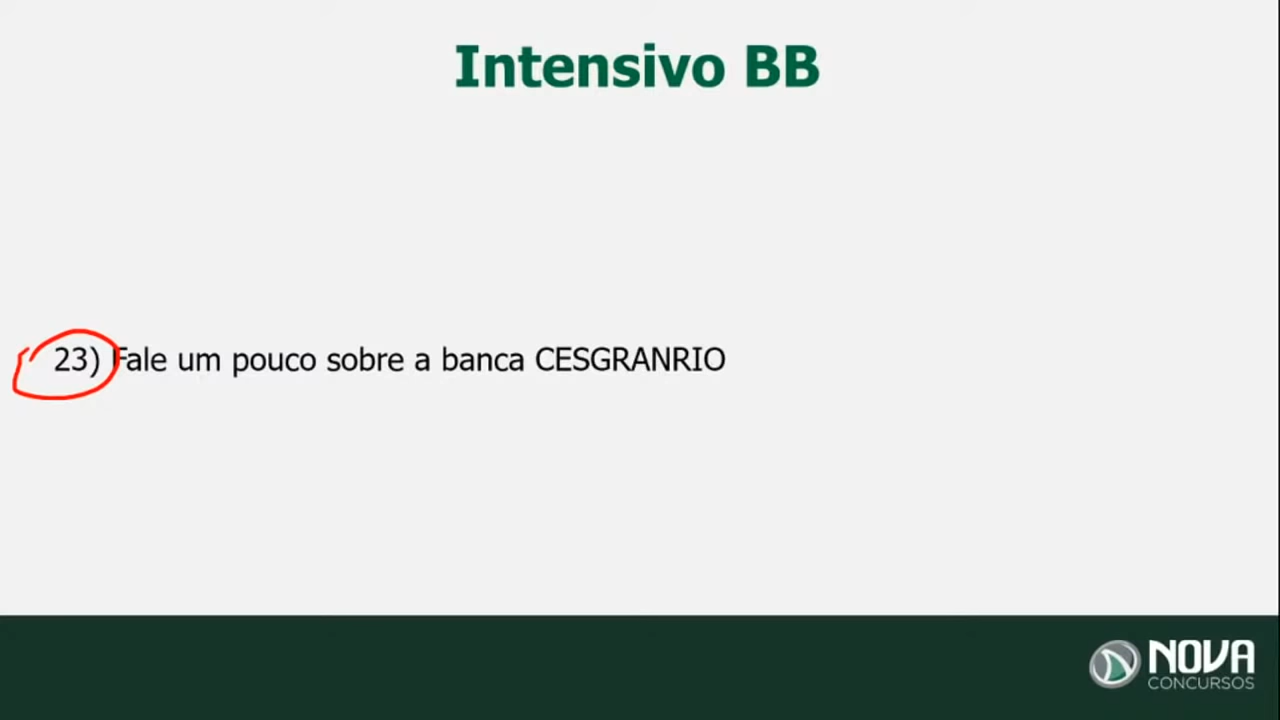 Intensivo BB
23) Fale um pouco sobre a banca CESGRANRIO
NOVA
CONCURSOS